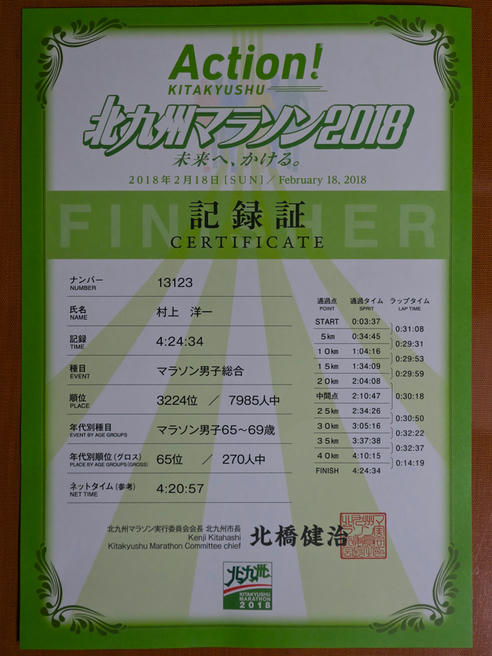 Action!
KITAKYUSHU
北九州マラソン2018
未来へ、かける。
2018年2月18日[SUN]／February 18, 2018
FINISHER
記録証
CERTIFICATE
ナンバー 13123
NUMBER
氏名 村上 洋一
NAME
記録 4:24:34
TIME
種目 マラソン男子総合
EVENT
順位 3224位 ／ 7985人中
PLACE
年代別種目 マラソン男子65〜69歳
EVENT BY AGE GROUPS
年代別順位(グロス) 65位 ／ 270人中
PLACE BY AGE GROUPS(GROSS)
ネットタイム(参考) 4:20:57
NET TIME
通過点 通過タイム ラップタイム
POINT SPRIT LAP TIME
START 0:03:37
0:31:08
5km 0:34:45
0:29:31
10km 1:04:16
0:29:53
15km 1:34:09
0:29:59
20km 2:04:08
中間点 2:10:47 0:30:18
25km 2:34:26
0:30:50
30km 3:05:16
0:32:22
35km 3:37:38
0:32:37
40km 4:10:15
0:14:19
FINISH 4:24:34
北九州マラソン実行委員会会長 北九州市長
Kenji Kitahashi
Kitakyushu Marathon Committee chief
北橋健治
北九州
KITAKYUSHU
MARATHON
2018